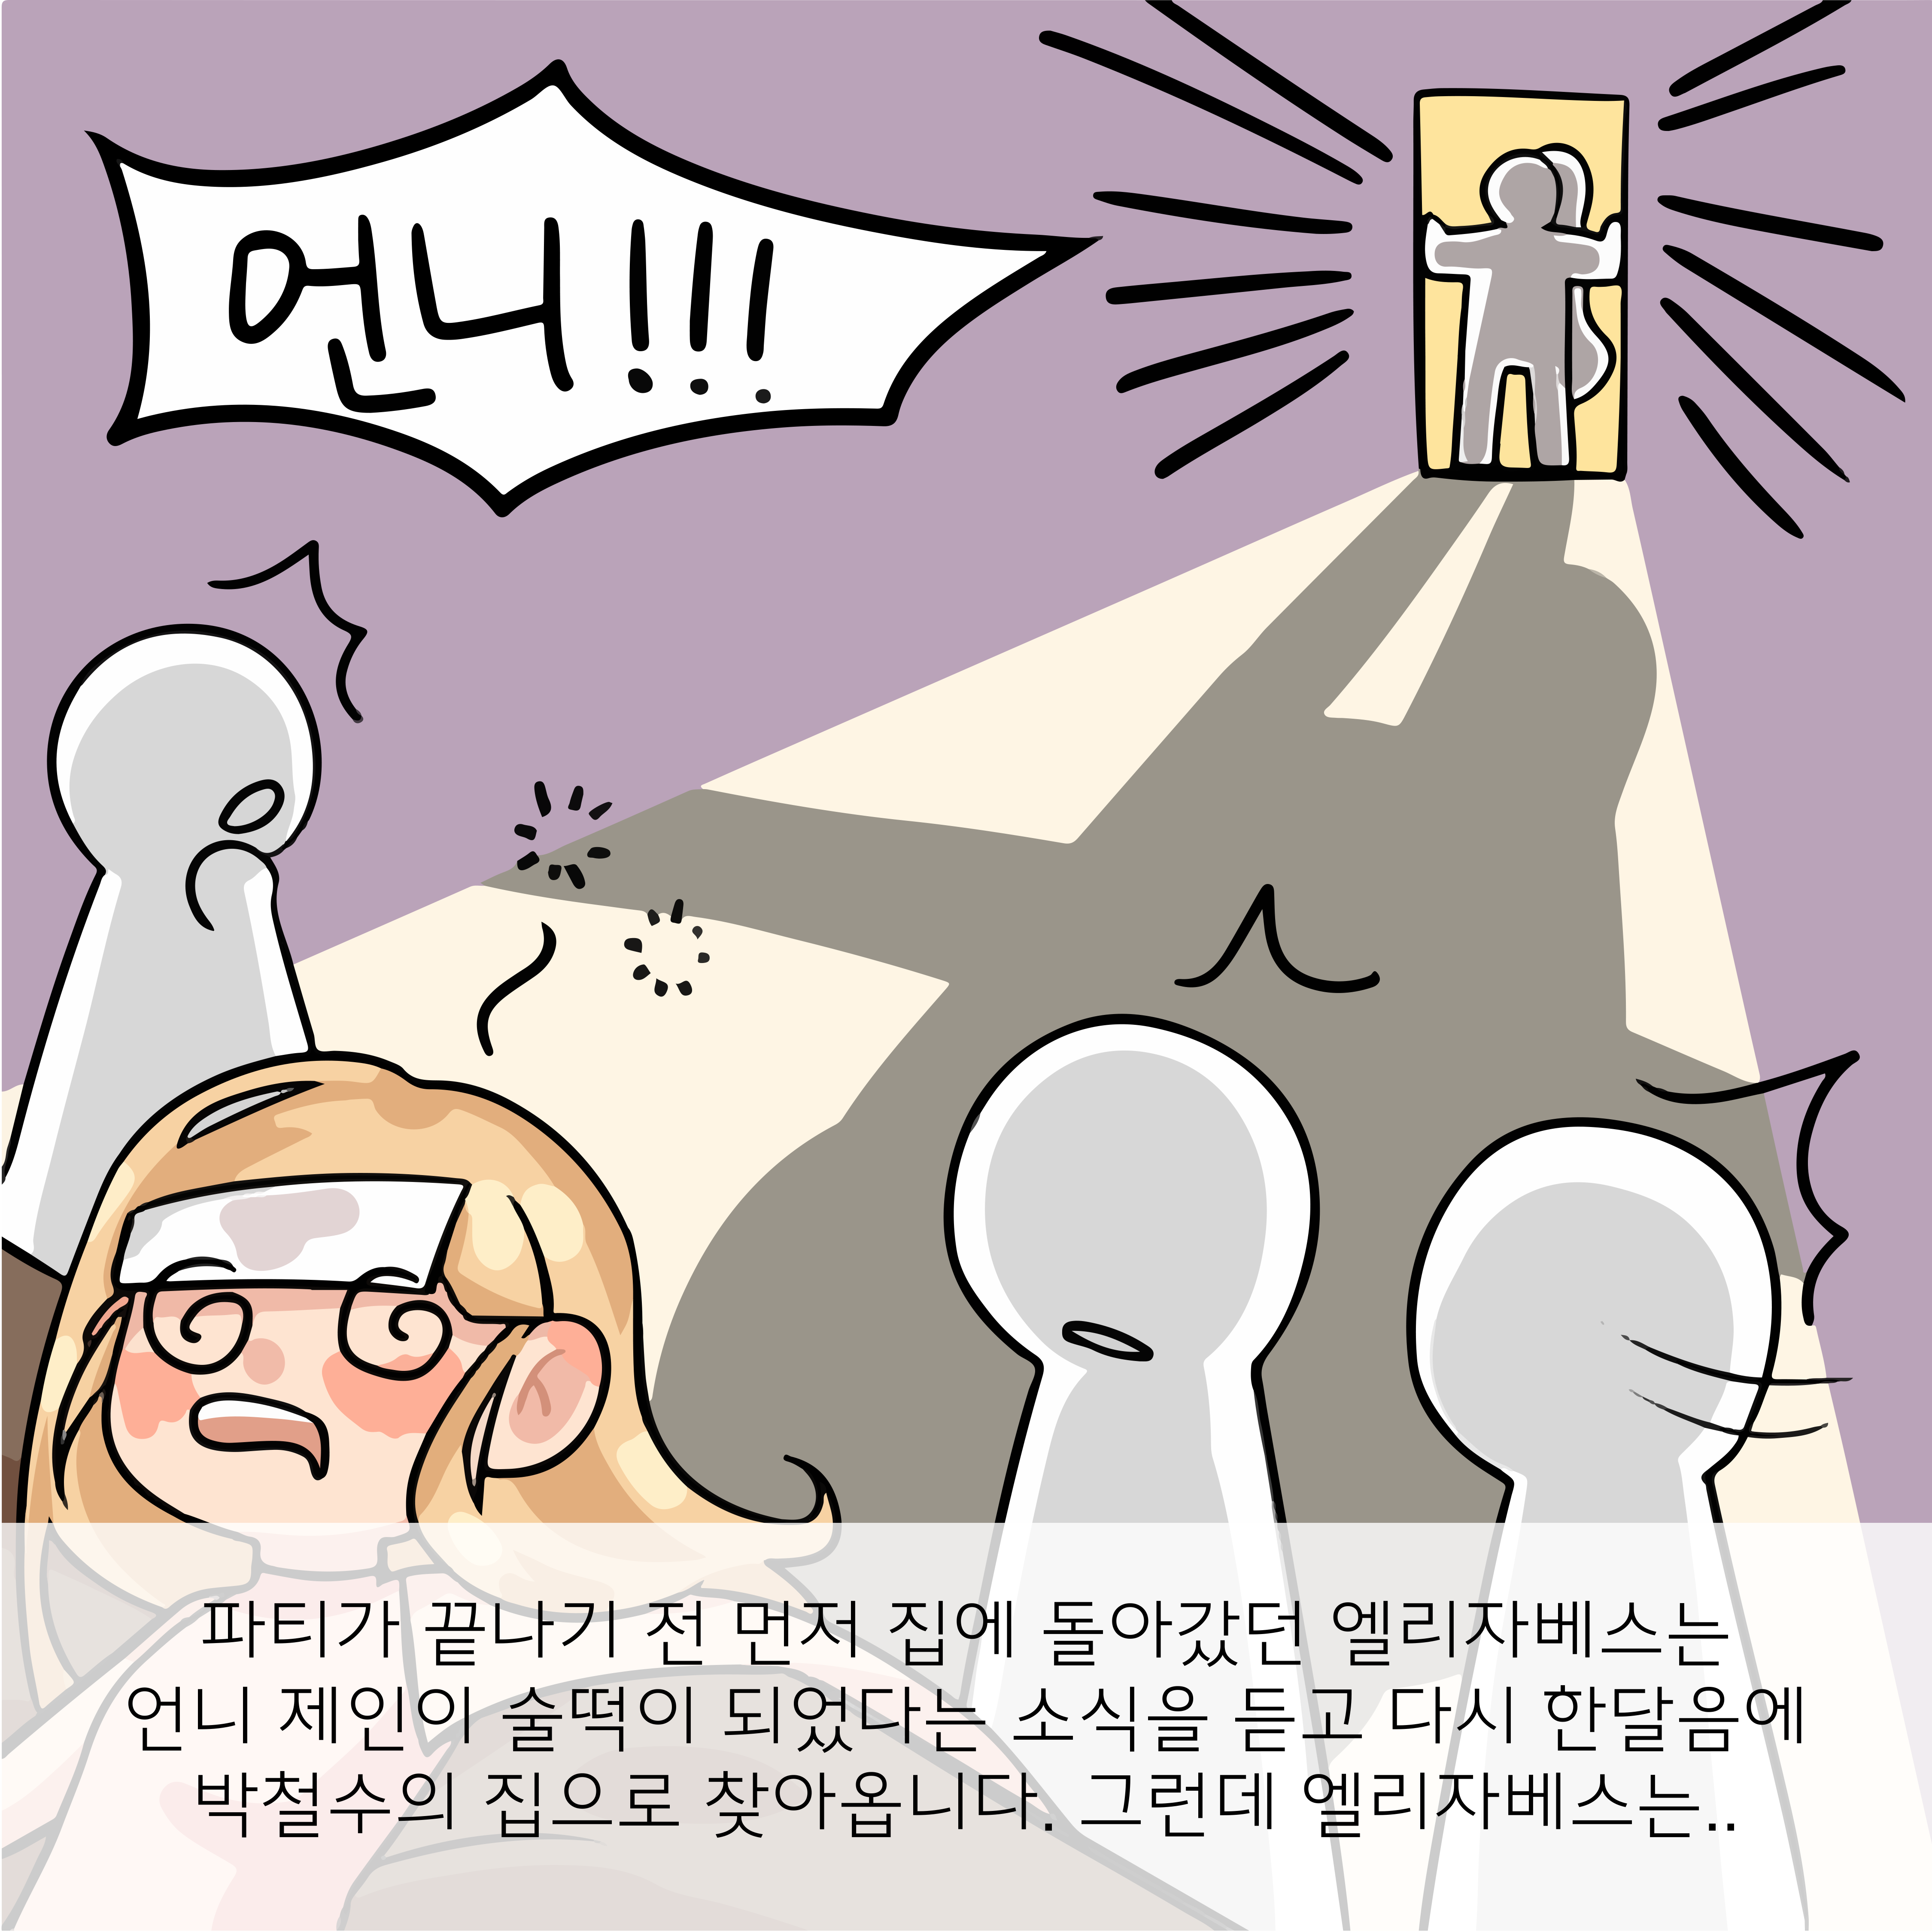 언니!!!
파티가 끝나기 전 먼저 집에 돌아갔던 엘리자베스는
언니 제인이 술떡이 되었다는 소식을 듣고 다시 한달음에
박철수의 집으로 찾아옵니다. 그런데 엘리자베스는..